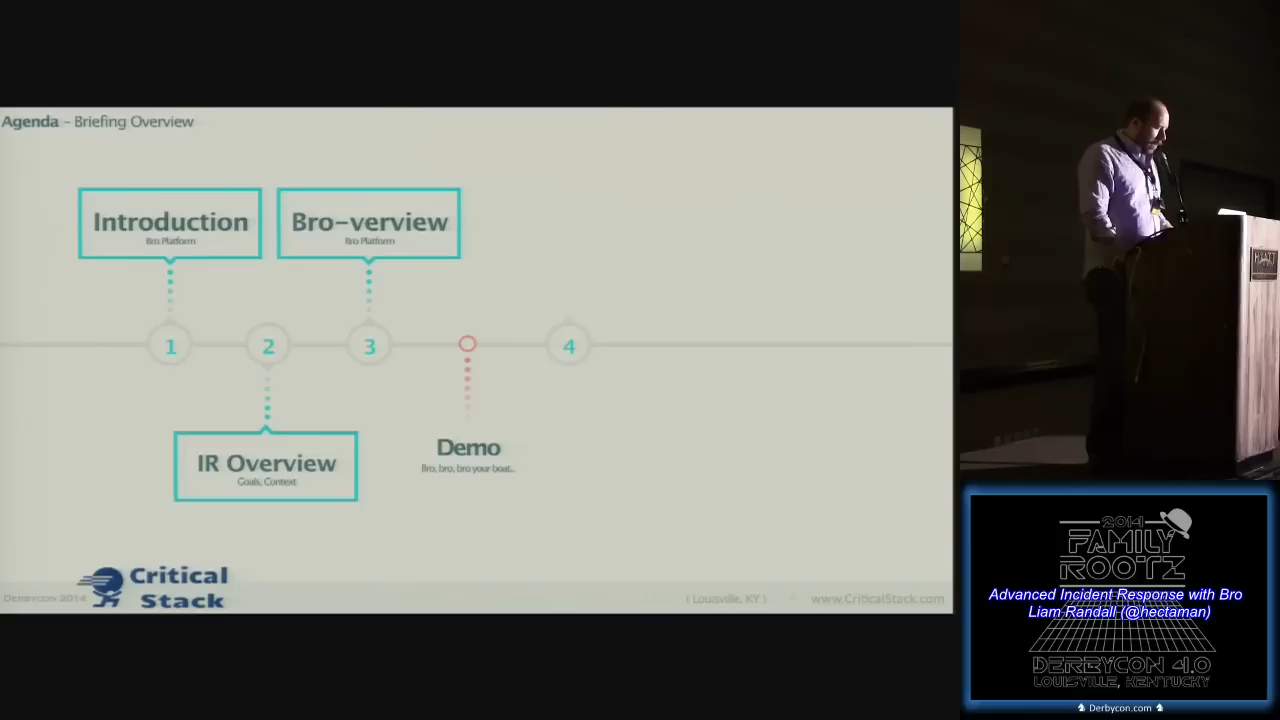 Agenda - Briefing Overview
Introduction
Bro Platform
Bro-verview
Bro Platform
1
2
3
4
IR Overview
Goals, Context
Demo
Bro, bro, bro your boat..
Critical
Stack
Derbycon 2014
( Louisville, KY )
/
www.CriticalStack.com
HYATT
2014
FAMILY
ROOTZ
Advanced Incident Response with Bro
Liam Randall (@hectaman)
DERBYCON 4.0
LOUISVILLE, KENTUCKY
Derbycon.com